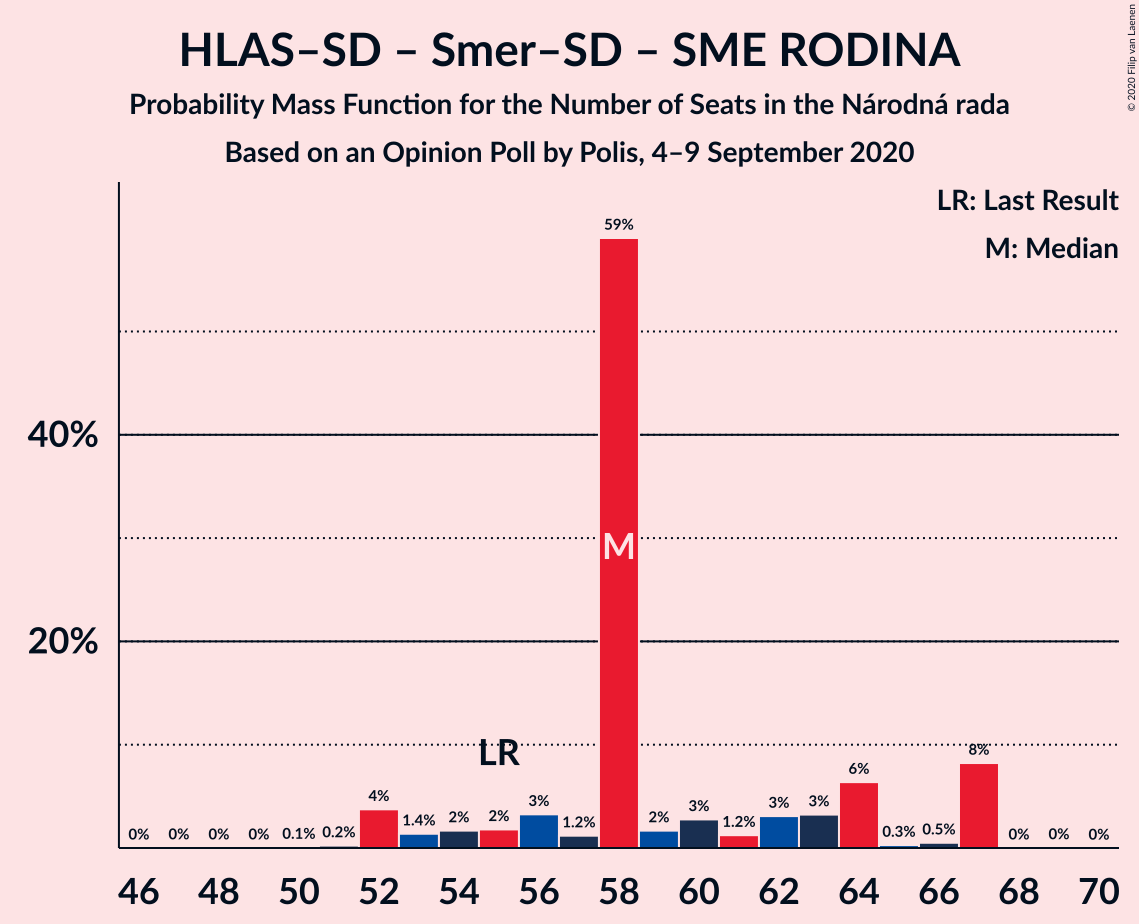 HLAS–SD – Smer–SD – SME RODINA
Probability Mass Function for the Number of Seats in the Národná rada
Based on an Opinion Poll by Polis, 4–9 September 2020
© 2020 Filip van Laenen
LR: Last Result
M: Median
59%
40%
20%
M
LR
0% 0% 0% 0% 0.1% 0.2% 4% 1.4% 2% 2% 3% 1.2% 2% 3% 1.2% 3% 3% 6% 0.3% 0.5% 8% 0% 0% 0%
46 48 50 52 54 56 58 60 62 64 66 68 70